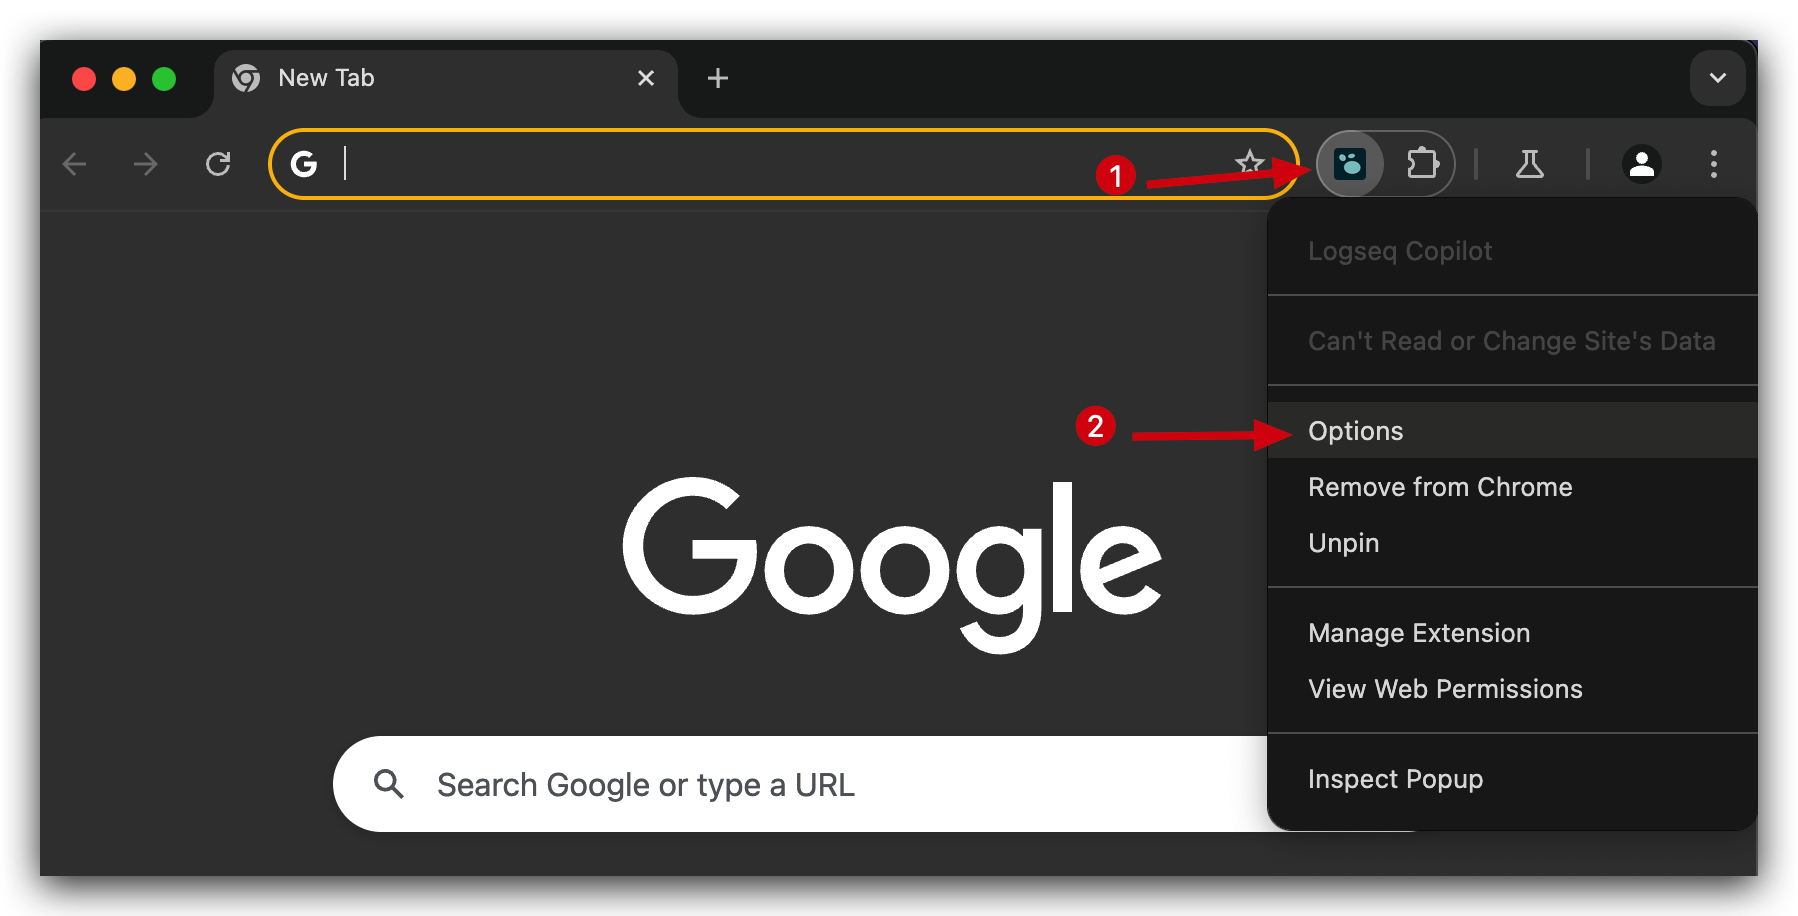 New Tab
1
Logseq Copilot
Can't Read or Change Site's Data
2
Options
Remove from Chrome
Unpin
Google
Manage Extension
View Web Permissions
Search Google or type a URL
Inspect Popup